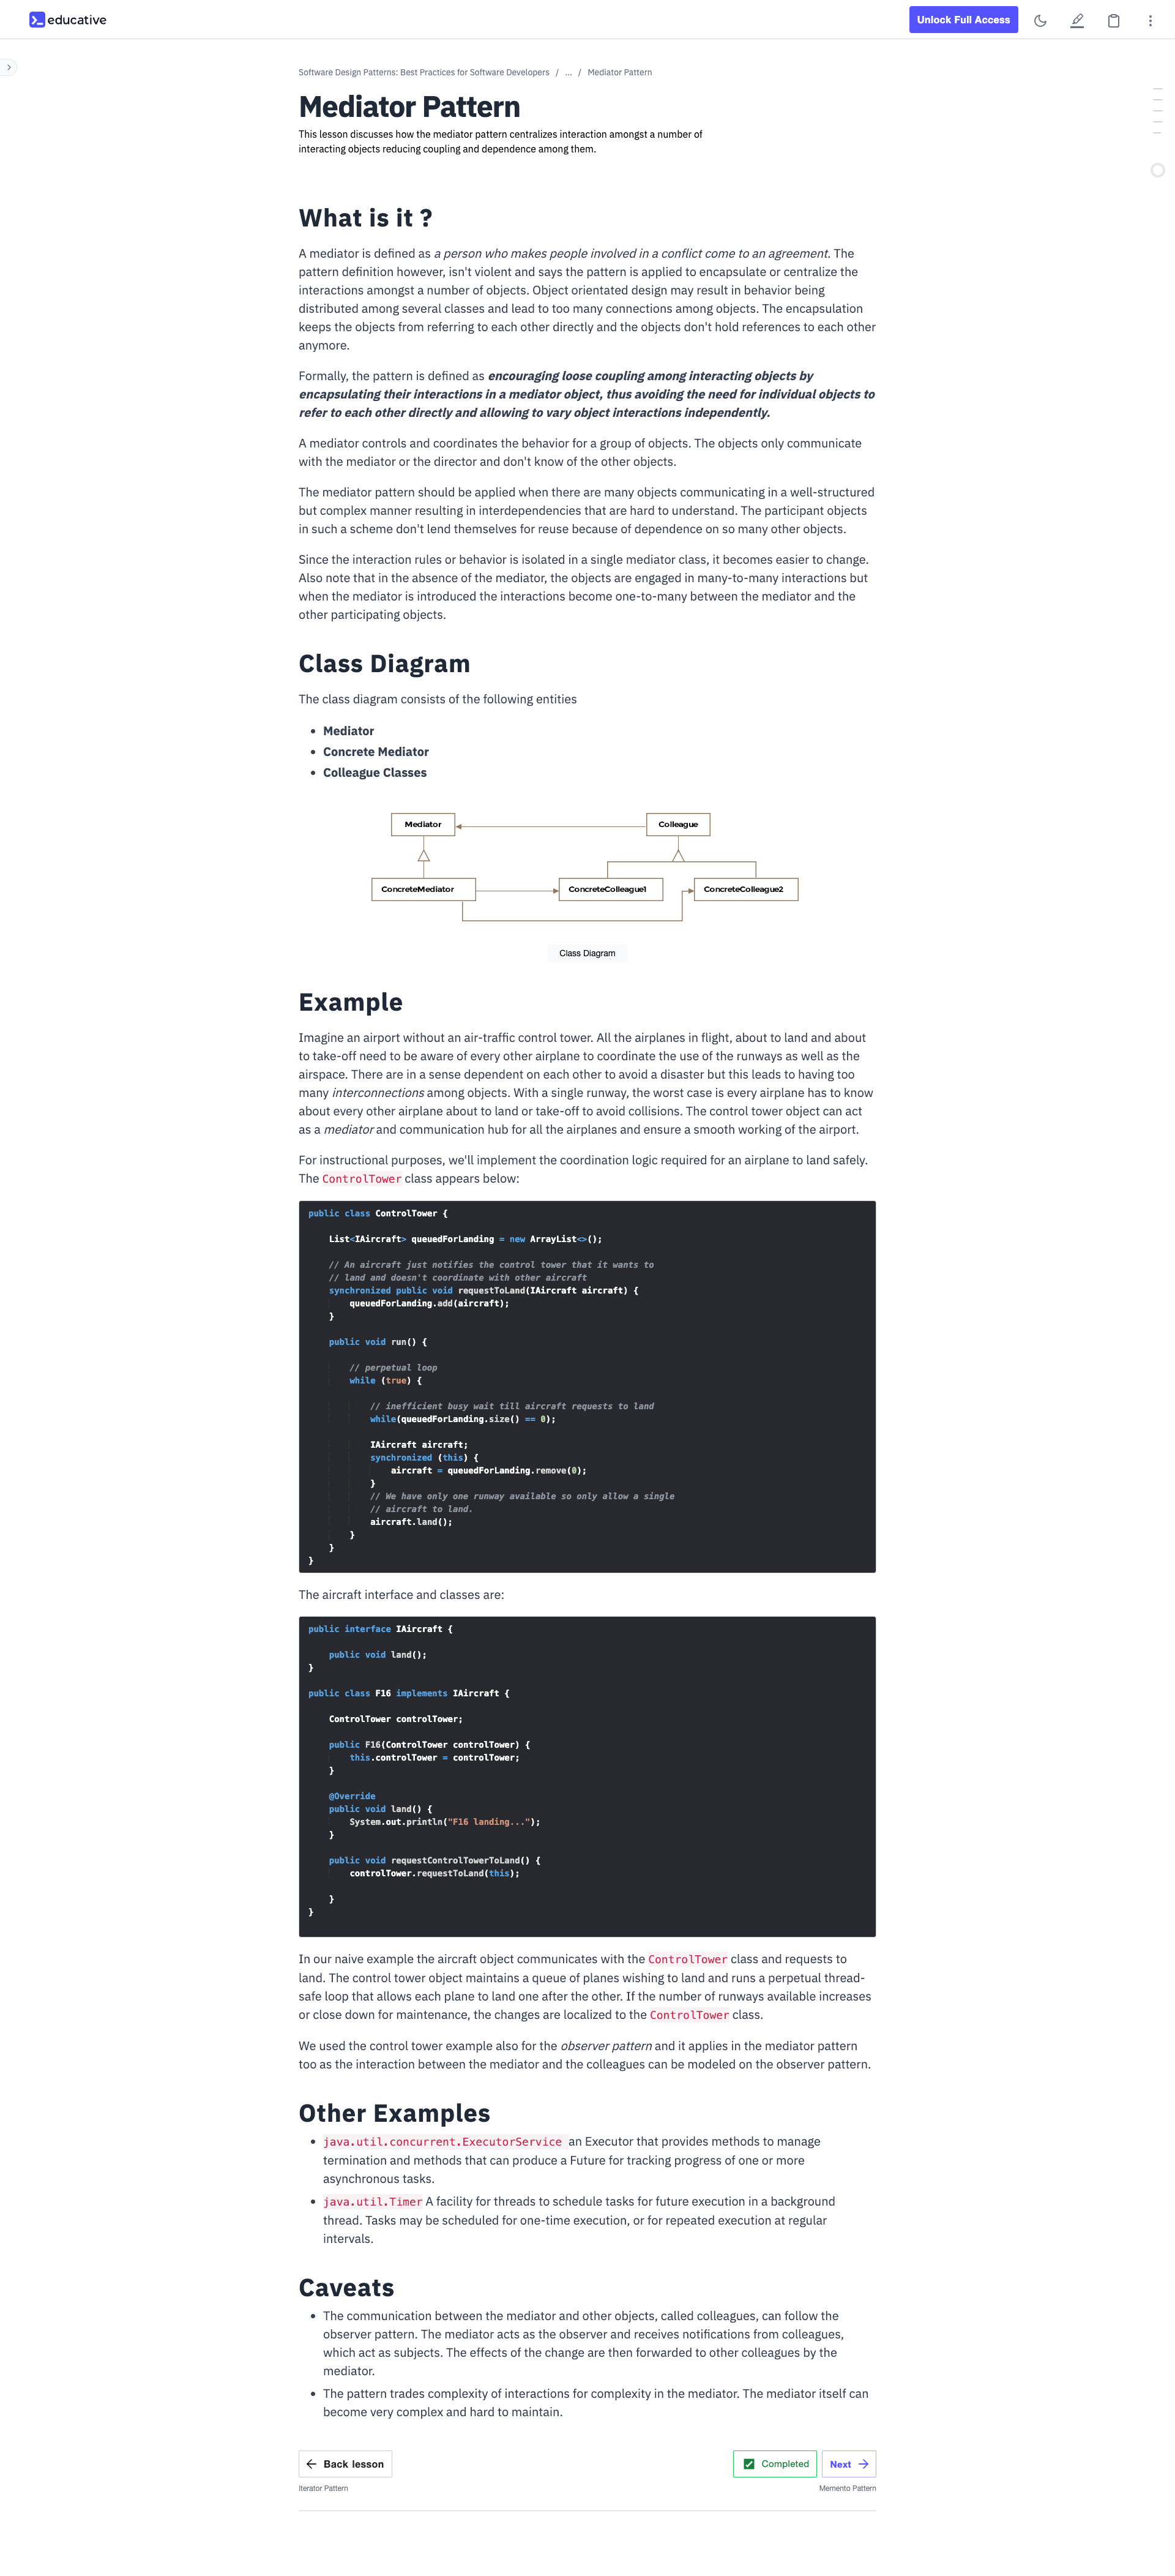 educative
Unlock Full Access
Software Design Patterns: Best Practices for Software Developers / ... / Mediator Pattern
Mediator Pattern
This lesson discusses how the mediator pattern centralizes interaction amongst a number of
interacting objects reducing coupling and dependence among them.
What is it ?
A mediator is defined as a person who makes people involved in a conflict come to an agreement. The
pattern definition however, isn't violent and says the pattern is applied to encapsulate or centralize the
interactions amongst a number of objects. Object orientated design may result in behavior being
distributed among several classes and lead to too many connections among objects. The encapsulation
keeps the objects from referring to each other directly and the objects don't hold references to each other
anymore.
Formally, the pattern is defined as encouraging loose coupling among interacting objects by
encapsulating their interactions in a mediator object, thus avoiding the need for individual objects to
refer to each other directly and allowing to vary object interactions independently.
A mediator controls and coordinates the behavior for a group of objects. The objects only communicate
with the mediator or the director and don't know of the other objects.
The mediator pattern should be applied when there are many objects communicating in a well-structured
but complex manner resulting in interdependencies that are hard to understand. The participant objects
in such a scheme don't lend themselves for reuse because of dependence on so many other objects.
Since the interaction rules or behavior is isolated in a single mediator class, it becomes easier to change.
Also note that in the absence of the mediator, the objects are engaged in many-to-many interactions but
when the mediator is introduced the interactions become one-to-many between the mediator and the
other participating objects.
Class Diagram
The class diagram consists of the following entities
• Mediator
• Concrete Mediator
• Colleague Classes
Mediator
Colleague
ConcreteMediator
ConcreteColleague1
ConcreteColleague2
Class Diagram
Example
Imagine an airport without an air-traffic control tower. All the airplanes in flight, about to land and about
to take-off need to be aware of every other airplane to coordinate the use of the runways as well as the
airspace. There are in a sense dependent on each other to avoid a disaster but this leads to having too
many interconnections among objects. With a single runway, the worst case is every airplane has to know
about every other airplane about to land or take-off to avoid collisions. The control tower object can act
as a mediator and communication hub for all the airplanes and ensure a smooth working of the airport.
For instructional purposes, we'll implement the coordination logic required for an airplane to land safely.
The ControlTower class appears below:
public class ControlTower {
List<IAircraft> queuedForLanding = new ArrayList<>();
// An aircraft just notifies the control tower that it wants to
// land and doesn't coordinate with other aircraft
synchronized public void requestToLand(IAircraft aircraft) {
queuedForLanding.add(aircraft);
}
public void run() {
// perpetual loop
while (true) {
// inefficient busy wait till aircraft requests to land
while(queuedForLanding.size() == 0);
IAircraft aircraft;
synchronized (this) {
aircraft = queuedForLanding.remove(0);
}
// We have only one runway available so only allow a single
// aircraft to land.
aircraft.land();
}
}
}
The aircraft interface and classes are:
public interface IAircraft {
public void land();
}
public class F16 implements IAircraft {
ControlTower controlTower;
public F16(ControlTower controlTower) {
this.controlTower = controlTower;
}
@Override
public void land() {
System.out.println("F16 landing...");
}
public void requestControlTowerToLand() {
controlTower.requestToLand(this);
}
}
In our naive example the aircraft object communicates with the ControlTower class and requests to
land. The control tower object maintains a queue of planes wishing to land and runs a perpetual thread-
safe loop that allows each plane to land one after the other. If the number of runways available increases
or close down for maintenance, the changes are localized to the ControlTower class.
We used the control tower example also for the observer pattern and it applies in the mediator pattern
too as the interaction between the mediator and the colleagues can be modeled on the observer pattern.
Other Examples
• java.util.concurrent.ExecutorService an Executor that provides methods to manage
termination and methods that can produce a Future for tracking progress of one or more
asynchronous tasks.
• java.util.Timer A facility for threads to schedule tasks for future execution in a background
thread. Tasks may be scheduled for one-time execution, or for repeated execution at regular
intervals.
Caveats
• The communication between the mediator and other objects, called colleagues, can follow the
observer pattern. The mediator acts as the observer and receives notifications from colleagues,
which act as subjects. The effects of the change are then forwarded to other colleagues by the
mediator.
• The pattern trades complexity of interactions for complexity in the mediator. The mediator itself can
become very complex and hard to maintain.
Back lesson
Completed
Next
Iterator Pattern
Memento Pattern